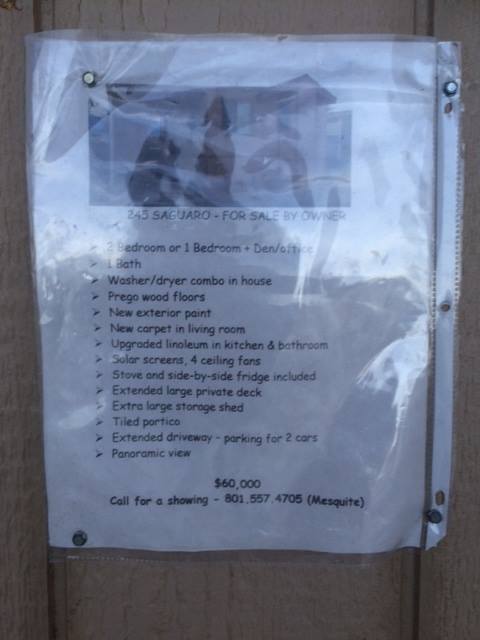 245 SAGUARO - FOR SALE BY OWNER
➤ 2 Bedroom or 1 Bedroom + Den/office
➤ 1 Bath
➤ Washer/dryer combo in house
➤ Prego wood floors
➤ New exterior paint
➤ New carpet in living room
➤ Upgraded linoleum in kitchen & bathroom
➤ Solar screens, 4 ceiling fans
➤ Stove and side-by-side fridge included
➤ Extended large private deck
➤ Extra large storage shed
➤ Tiled portico
➤ Extended driveway - parking for 2 cars
➤ Panoramic view
$60,000
Call for a showing - 801.557.4705 (Mesquite)